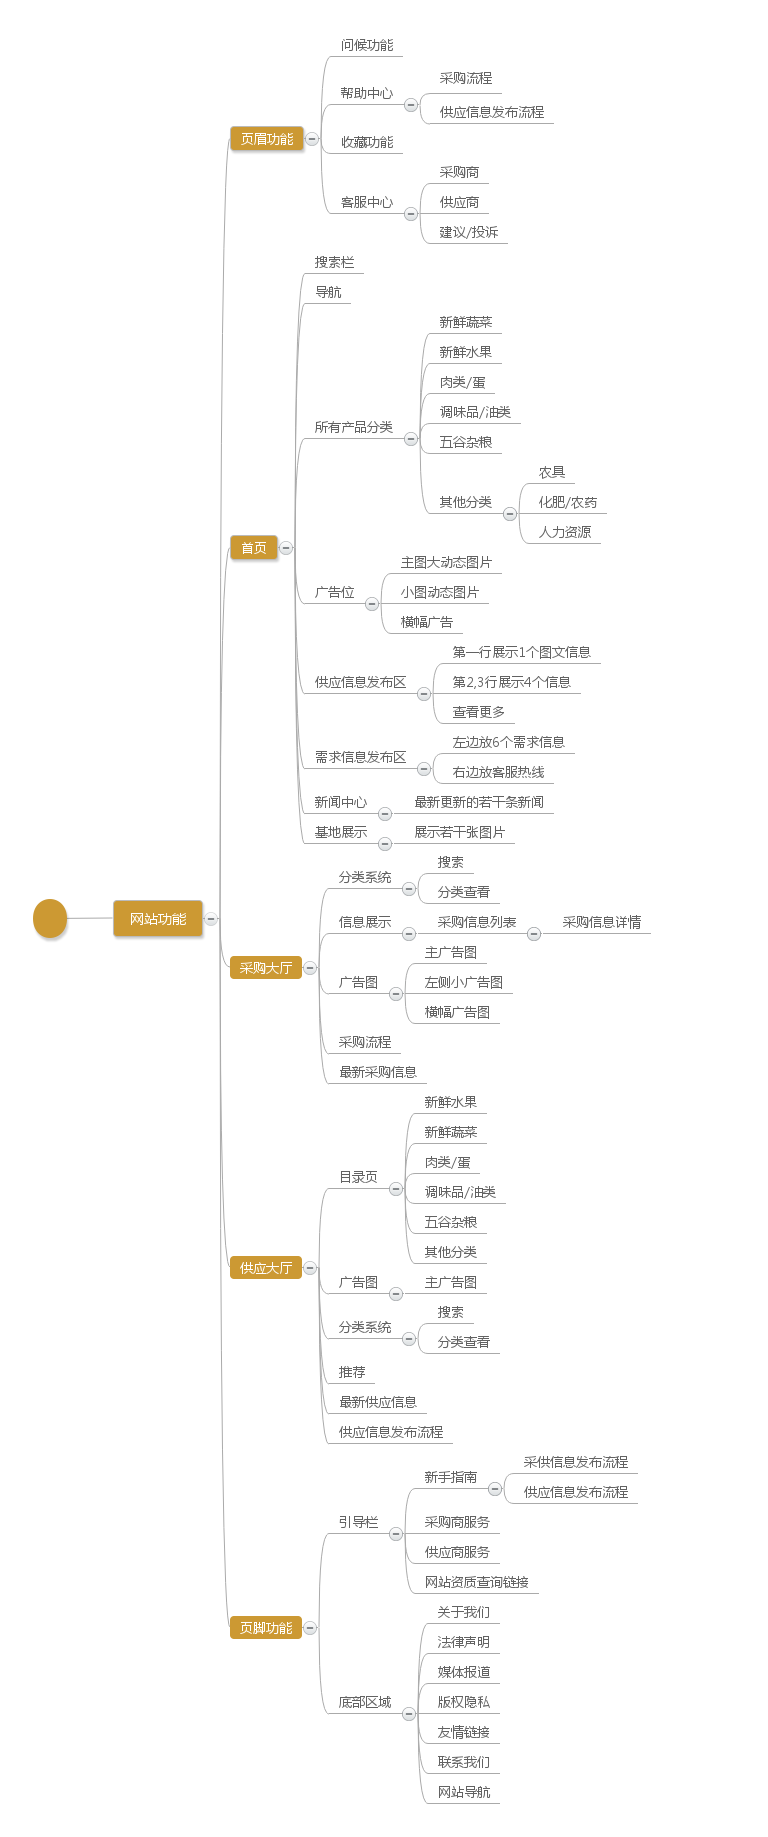 网站功能
页眉功能
问候功能
帮助中心
采购流程
供应信息发布流程
收藏功能
客服中心
采购商
供应商
建议/投诉
首页
搜索栏
导航
所有产品分类
新鲜蔬菜
新鲜水果
肉类/蛋
调味品/油类
五谷杂粮
其他分类
农具
化肥/农药
人力资源
广告位
主图大动态图片
小图动态图片
横幅广告
供应信息发布区
第一行展示1个图文信息
第2,3行展示4个信息
查看更多
需求信息发布区
左边放6个需求信息
右边放客服热线
新闻中心
最新更新的若干条新闻
基地展示
展示若干张图片
采购大厅
分类系统
搜索
分类查看
信息展示
采购信息列表
采购信息详情
广告图
主广告图
左侧小广告图
横幅广告图
采购流程
最新采购信息
供应大厅
目录页
新鲜水果
新鲜蔬菜
肉类/蛋
调味品/油类
五谷杂粮
其他分类
广告图
主广告图
分类系统
搜索
分类查看
推荐
最新供应信息
供应信息发布流程
页脚功能
引导栏
新手指南
采供信息发布流程
供应信息发布流程
采购商服务
供应商服务
网站资质查询链接
底部区域
关于我们
法律声明
媒体报道
版权隐私
友情链接
联系我们
网站导航